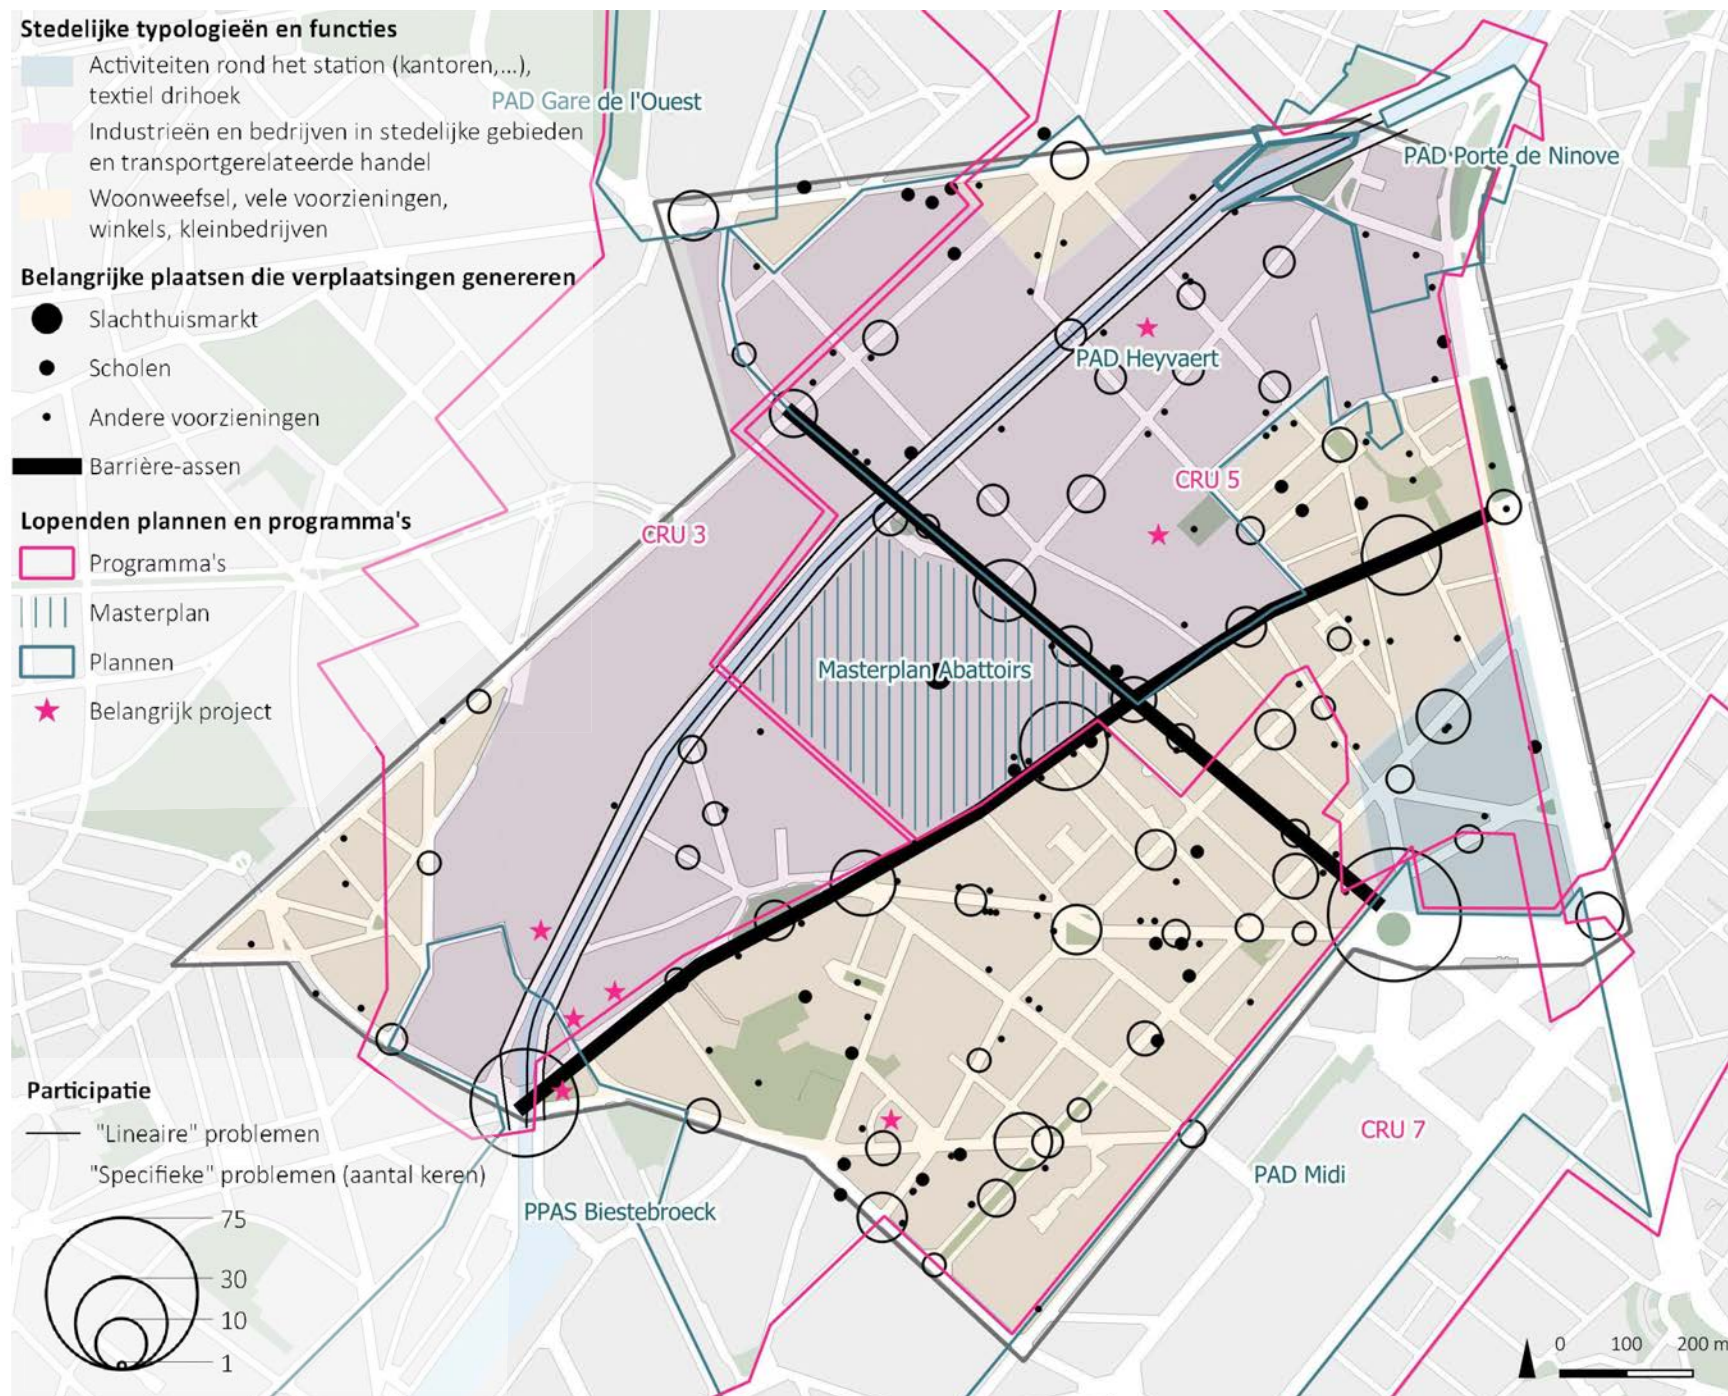 Stedelijke typologieën en functies
Activiteiten rond het station (kantoren,...),
textiel drihoek
Industrieën en bedrijven in stedelijke gebieden
en transportgerelateerde handel
Woonweefsel, vele voorzieningen,
winkels, kleinbedrijven
Belangrijke plaatsen die verplaatsingen genereren
Slachthuismarkt
Scholen
Andere voorzieningen
Barrière-assen
Lopenden plannen en programma's
Programma's
Masterplan
Plannen
Belangrijk project
Participatie
"Lineaire" problemen
"Specifieke" problemen (aantal keren)
75
30
10
1
PAD Gare de l'Ouest
PAD Porte de Ninove
PAD Heyvaert
CRU 5
CRU 3
Masterplan Abattoirs
CRU 7
PAD Midi
PPAS Biestebroeck
0 100 200 m